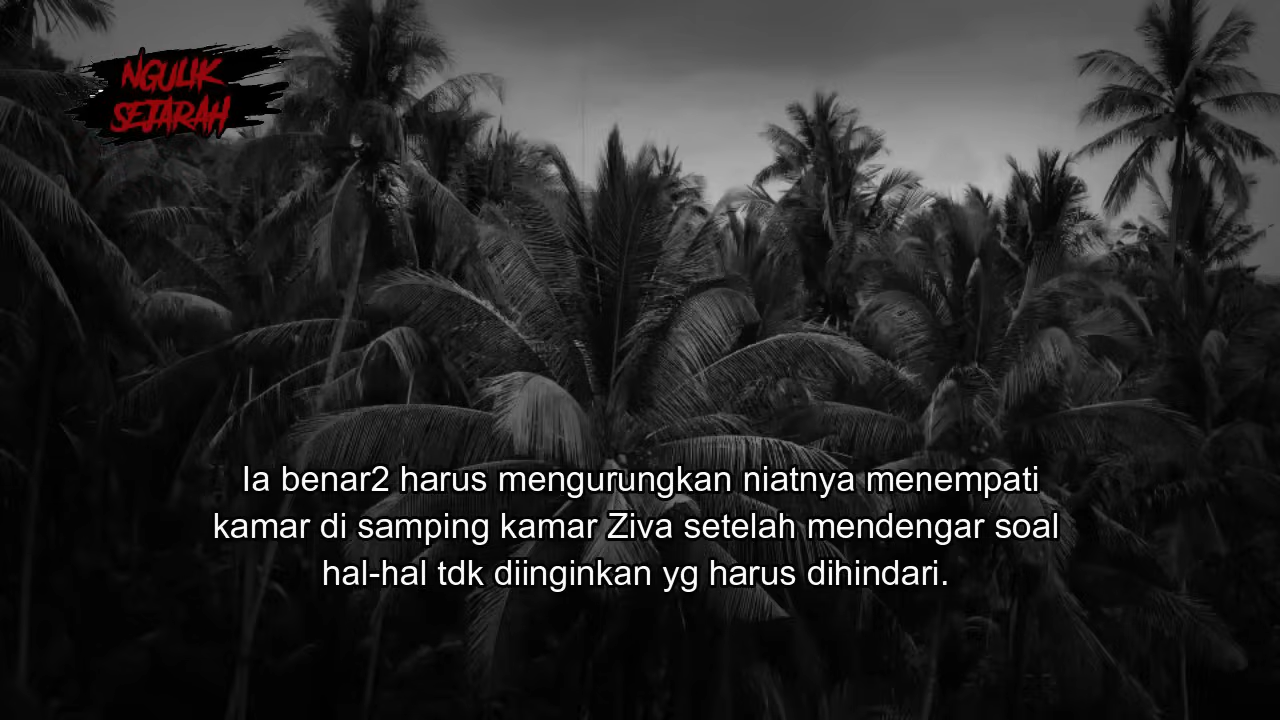 NGULIK
SEJARAH
Ia benar2 harus mengurungkan niatnya menempati
kamar di samping kamar Ziva setelah mendengar soal
hal-hal tdk diinginkan yg harus dihindari.